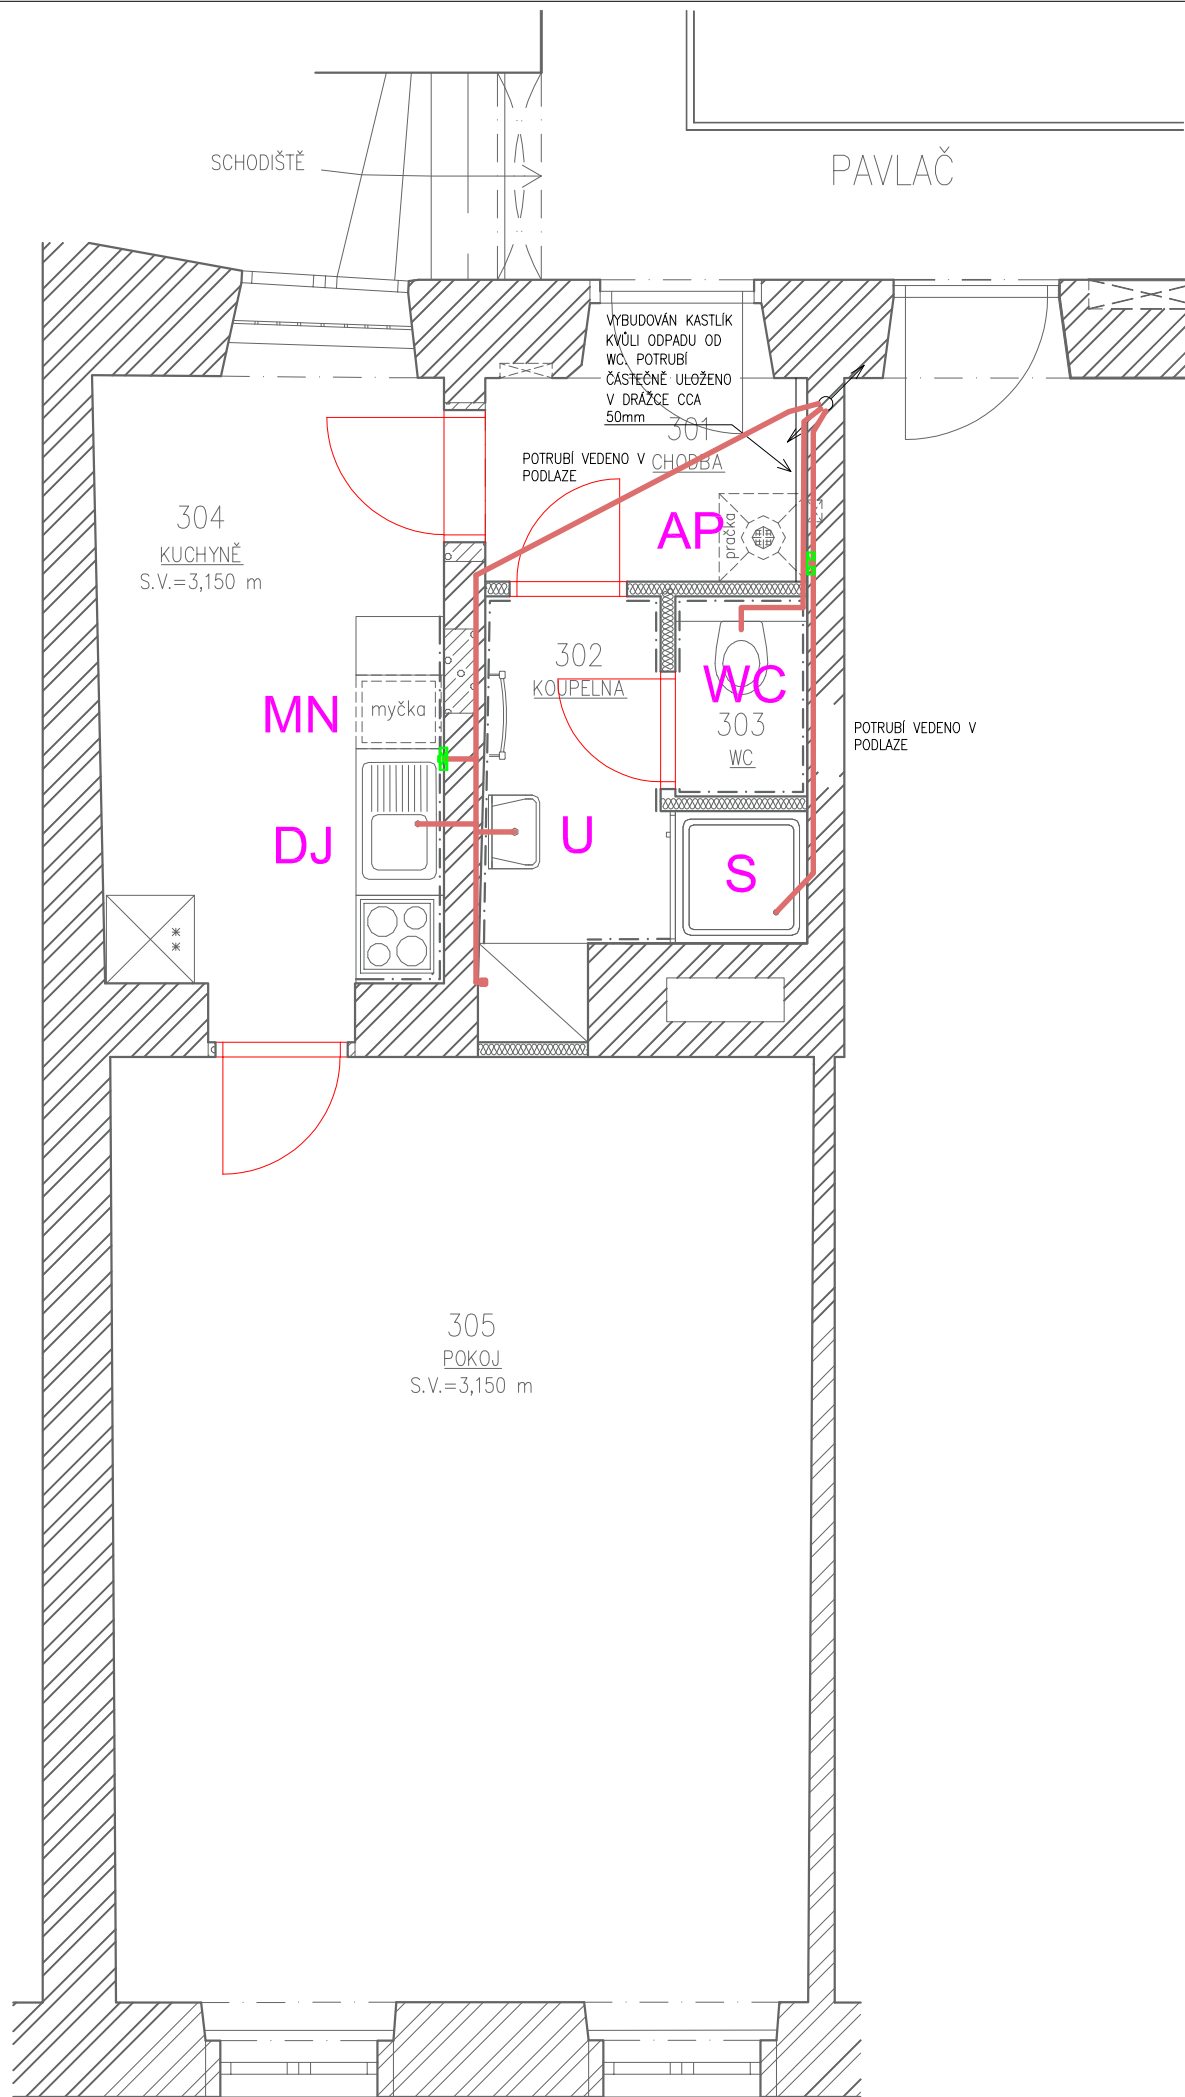 SCHODIŠTĚ
PAVLAČ
VYBUDOVÁN KASTLÍK
KVŮLI ODPADU OD
WC. POTRUBÍ
ČÁSTEČNĚ ULOŽENO
V DRÁŽCE CCA
50mm
301
CHODBA
POTRUBÍ VEDENO V
PODLAZE
304
KUCHYNĚ
S.V.=3,150 m
AP
pračka
302
KOUPELNA
MN
myčka
WC
303
WC
POTRUBÍ VEDENO V
PODLAZE
DJ
U
S
305
POKOJ
S.V.=3,150 m